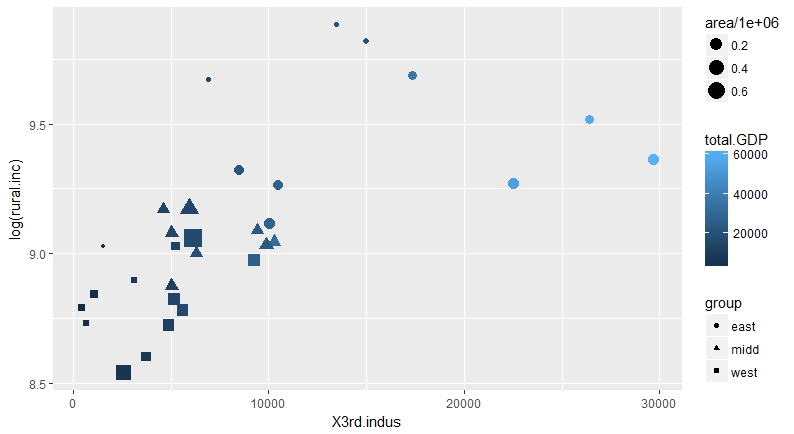 log(rural.inc)
9.5
9.0
8.5
0
10000
20000
30000
X3rd.indus
area/1e+06
0.2
0.4
0.6
total.GDP
60000
40000
20000
group
east
midd
west